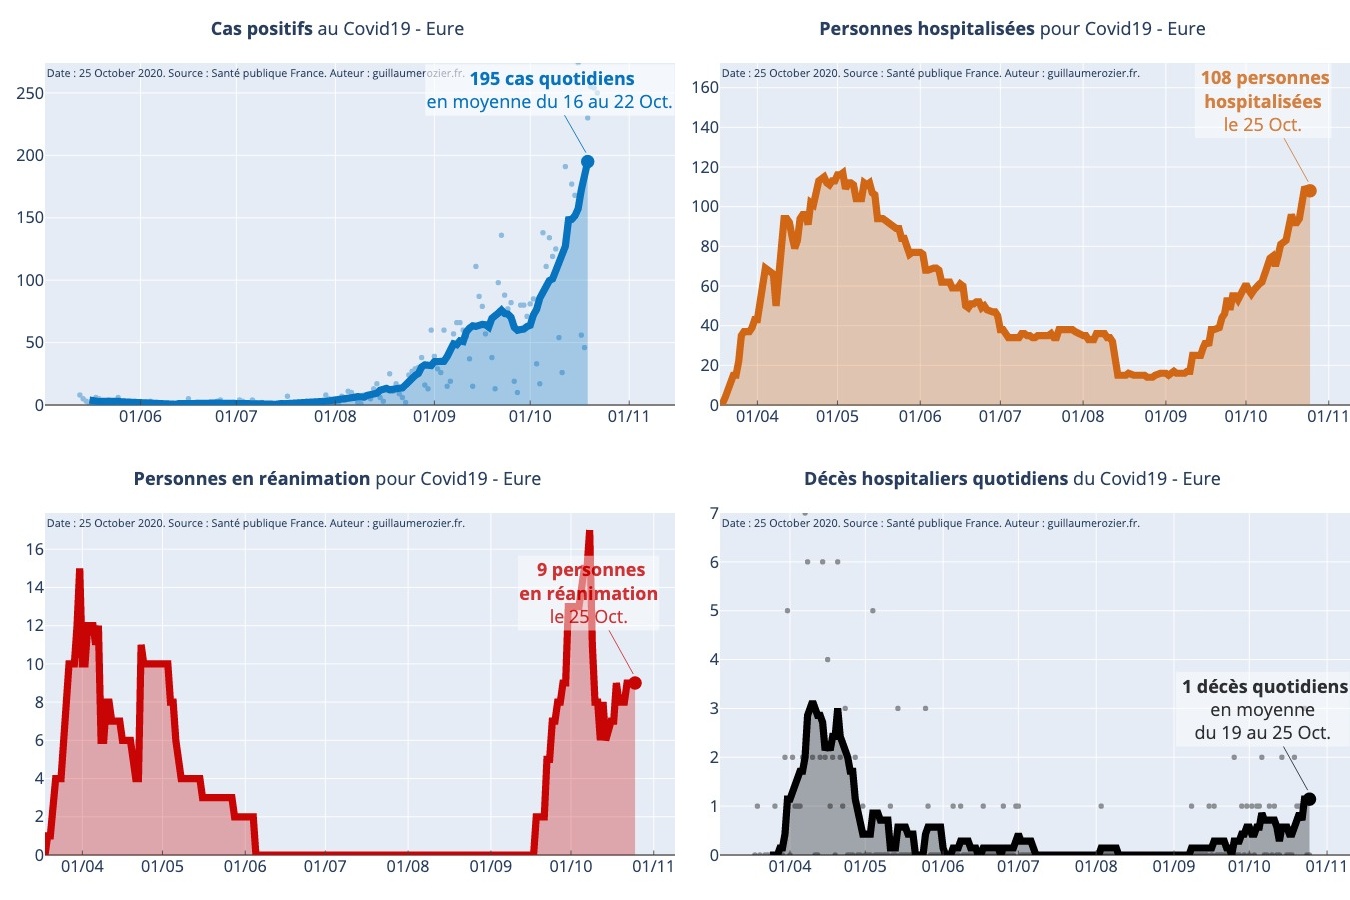 Cas positifs au Covid19 - Eure
Date : 25 October 2020. Source : Santé publique France. Auteur : guillaumerozier.fr.
195 cas quotidiens
en moyenne du 16 au 22 Oct.
250
200
150
100
50
0
01/06 01/07 01/08 01/09 01/10 01/11
Personnes hospitalisées pour Covid19 - Eure
Date : 25 October 2020. Source : Santé publique France. Auteur : guillaumerozier.fr.
108 personnes
hospitalisées
le 25 Oct.
160
140
120
100
80
60
40
20
0
01/04 01/05 01/06 01/07 01/08 01/09 01/10 01/11
Personnes en réanimation pour Covid19 - Eure
Date : 25 October 2020. Source : Santé publique France. Auteur : guillaumerozier.fr.
9 personnes
en réanimation
le 25 Oct.
16
14
12
10
8
6
4
2
0
01/04 01/05 01/06 01/07 01/08 01/09 01/10 01/11
Décès hospitaliers quotidiens du Covid19 - Eure
Date : 25 October 2020. Source : Santé publique France. Auteur : guillaumerozier.fr.
1 décès quotidiens
en moyenne
du 19 au 25 Oct.
7
6
5
4
3
2
1
0
01/04 01/05 01/06 01/07 01/08 01/09 01/10 01/11